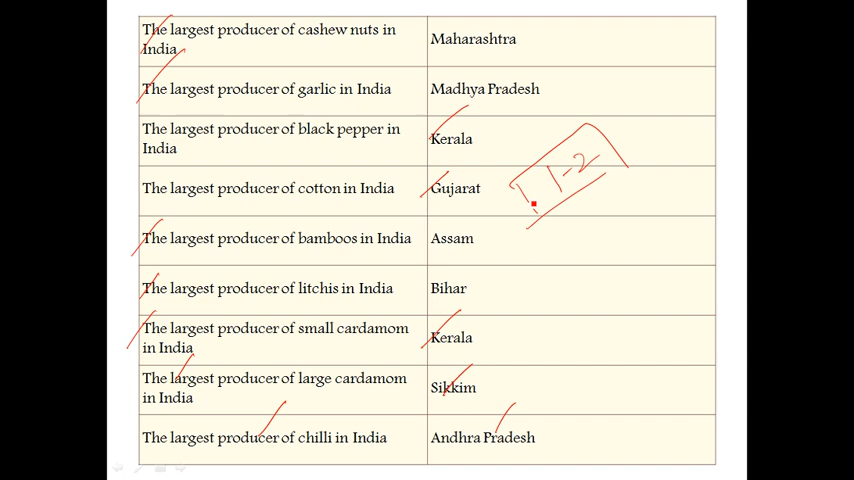 The largest producer of cashew nuts in
India
Maharashtra
The largest producer of garlic in India
Madhya Pradesh
The largest producer of black pepper in
India
Kerala
The largest producer of cotton in India
Gujarat
1-2
The largest producer of bamboos in India
Assam
The largest producer of litchis in India
Bihar
The largest producer of small cardamom
in India
Kerala
The largest producer of large cardamom
in India
Sikkim
The largest producer of chilli in India
Andhra Pradesh